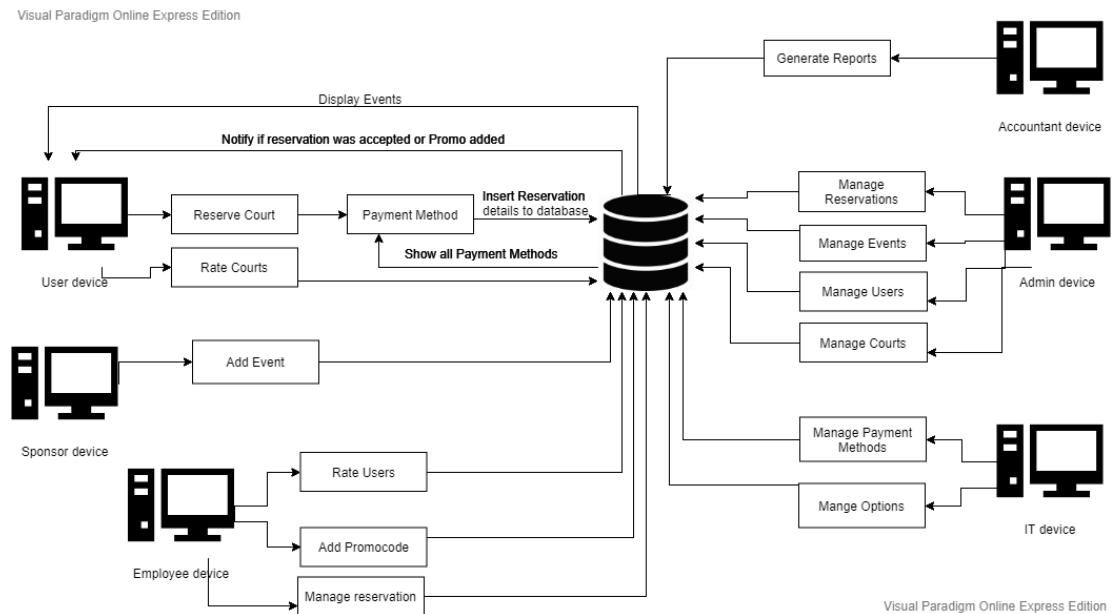 Visual Paradigm Online Express Edition
Generate Reports
Accountant device
Display Events
Notify if reservation was accepted or Promo added
Reserve Court
Payment Method
Insert Reservation
details to database
Manage
Reservations
Manage Events
Show all Payment Methods
Rate Courts
User device
Manage Users
Admin device
Manage Courts
Add Event
Sponsor device
Manage Payment
Methods
Rate Users
Mange Options
IT device
Add Promocode
Employee device
Manage reservation
Visual Paradigm Online Express Edition